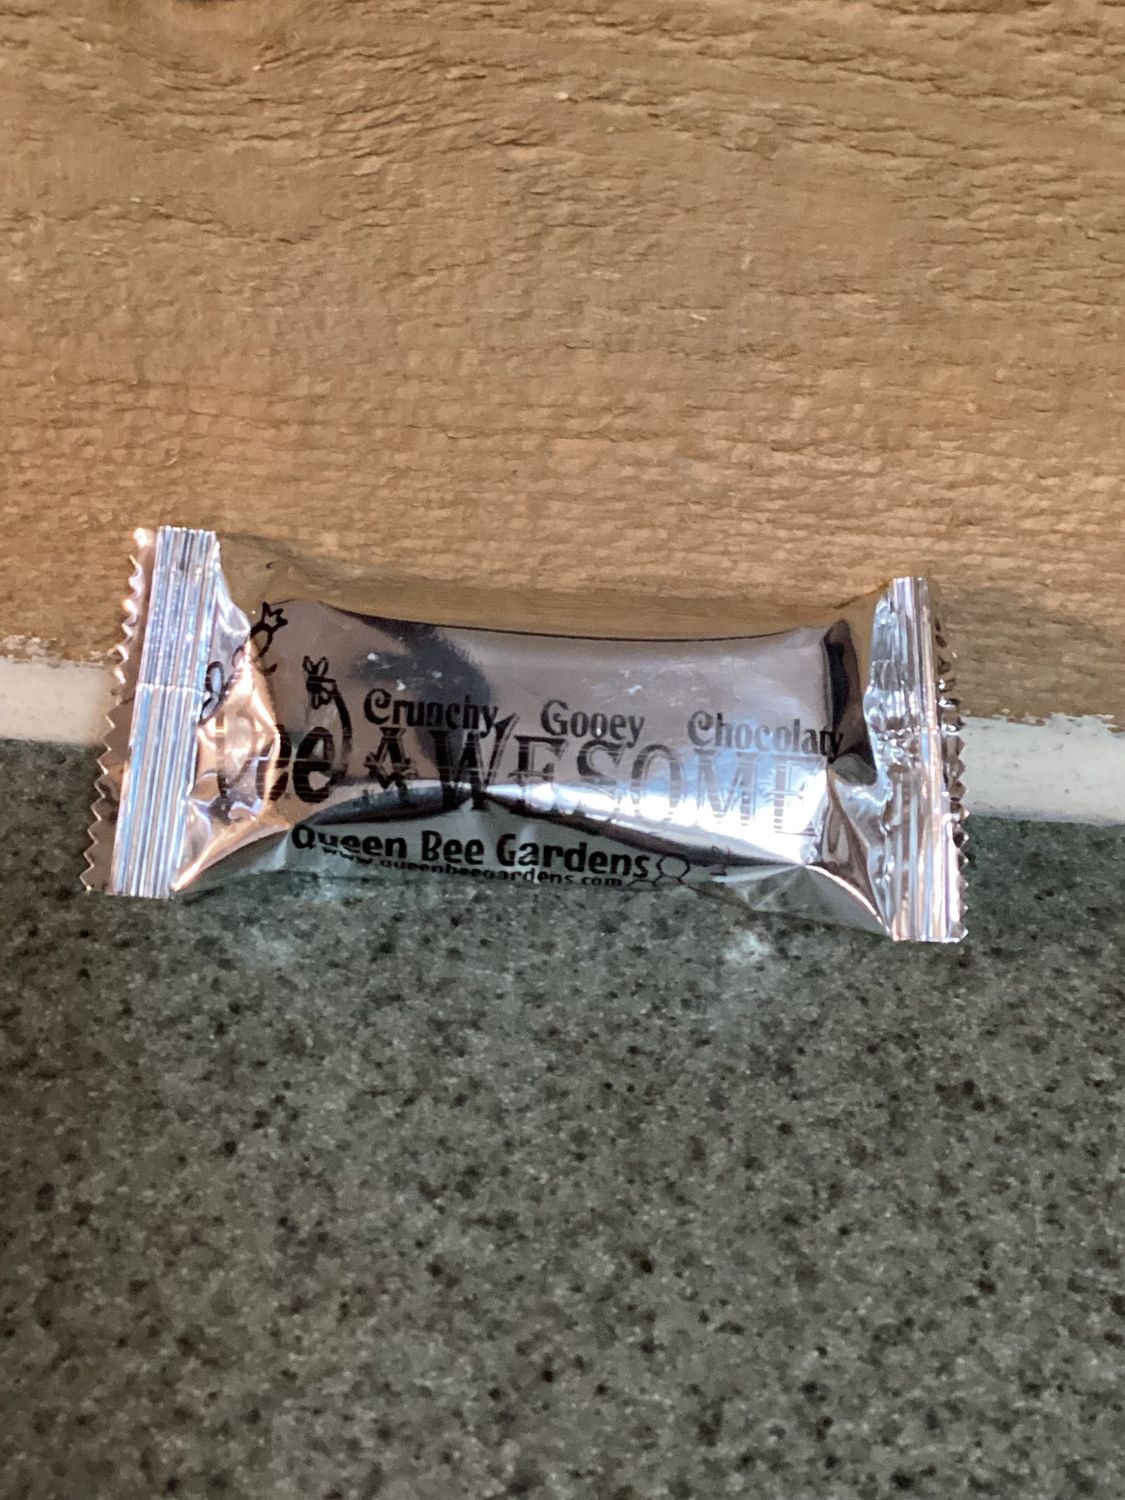 Crunchy, Gooey Chocolaty
Bee AWESOME
Queen Bee Gardens
www.queenbeegardens.com